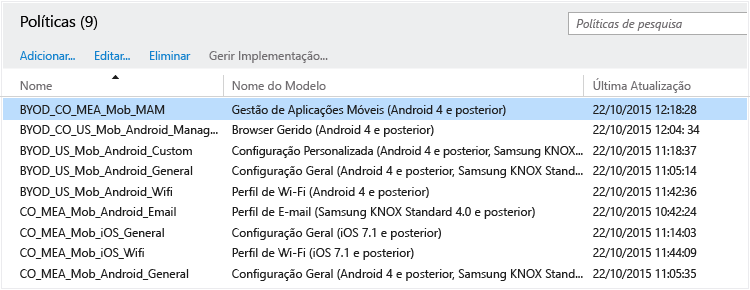 Políticas (9)
Políticas de pesquisa
Adicionar... Editar... Eliminar Gerir Implementação...
Nome Nome do Modelo Última Atualização
BYOD_CO_MEA_Mob_MAM Gestão de Aplicações Móveis (Android 4 e posterior) 22/10/2015 12:18:28
BYOD_CO_US_Mob_Android_Manag... Browser Gerido (Android 4 e posterior) 22/10/2015 12:04: 34
BYOD_US_Mob_Android_Custom Configuração Personalizada (Android 4 e posterior, Samsung KNOX... 22/10/2015 11:18:37
BYOD_US_Mob_Android_General Configuração Geral (Android 4 e posterior, Samsung KNOX Stand... 22/10/2015 11:05:14
BYOD_US_Mob_Android_Wifi Perfil de Wi-Fi (Android 4 e posterior) 22/10/2015 11:42:36
CO_MEA_Mob_Android_Email Perfil de E-mail (Samsung KNOX Standard 4.0 e posterior) 22/10/2015 10:42:24
CO_MEA_Mob_iOS_General Configuração Geral (iOS 7.1 e posterior) 22/10/2015 11:14:03
CO_MEA_Mob_iOS_Wifi Perfil de Wi-Fi (iOS 7.1 e posterior) 22/10/2015 11:44:09
CO_MEA_Mob_Android_General Configuração Geral (Android 4 e posterior, Samsung KNOX Stand... 22/10/2015 11:05:35